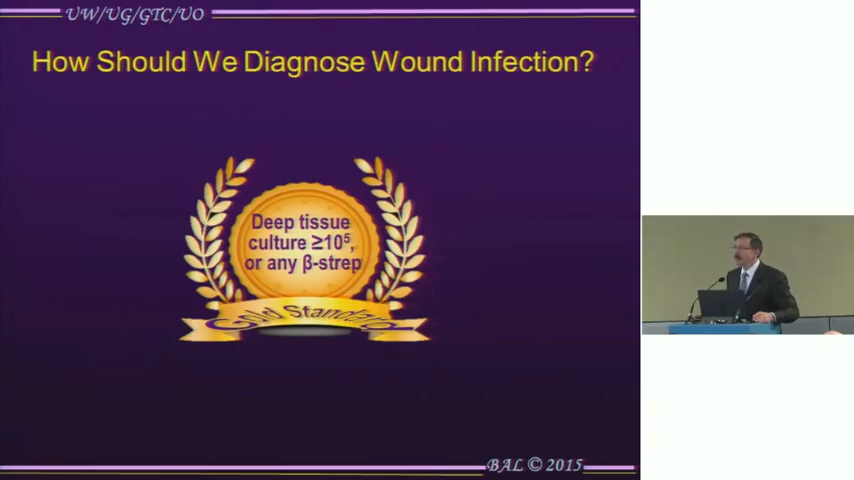 UW/UG/GTC/UO
How Should We Diagnose Wound Infection?
Deep tissue
culture ≥10⁵,
or any β-strep
Gold Standard
BAL © 2015